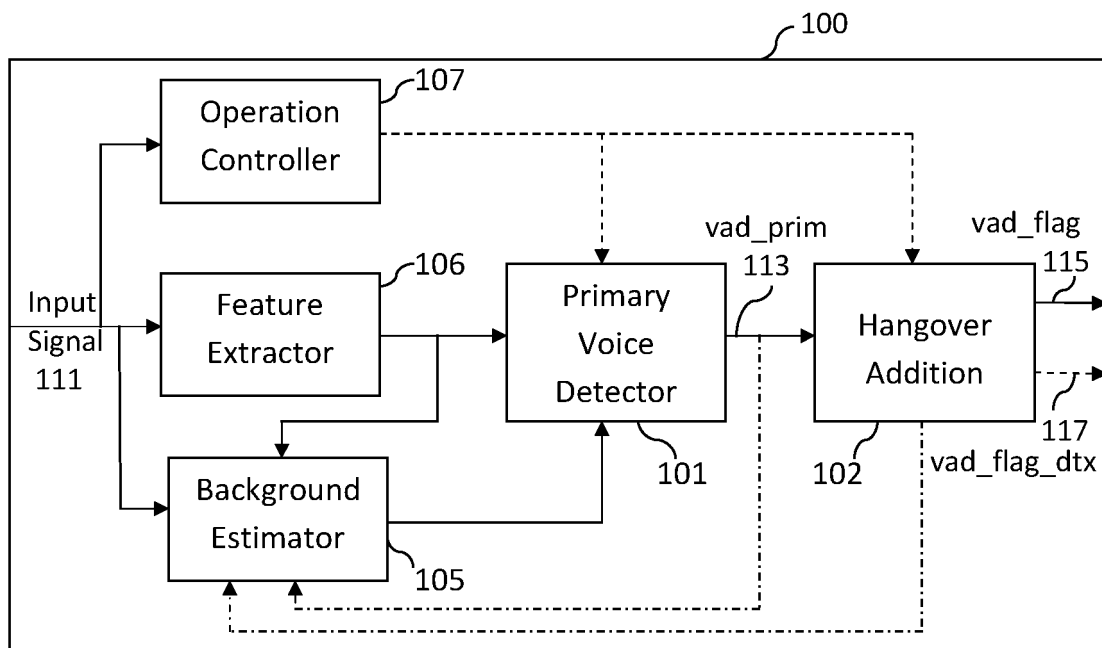 100
107
Operation
Controller
vad_prim
113
vad_flag
115
106
Input
Signal
111
Feature
Extractor
Primary
Voice
Detector
Hangover
Addition
117
vad_flag_dtx
101
102
Background
Estimator
105